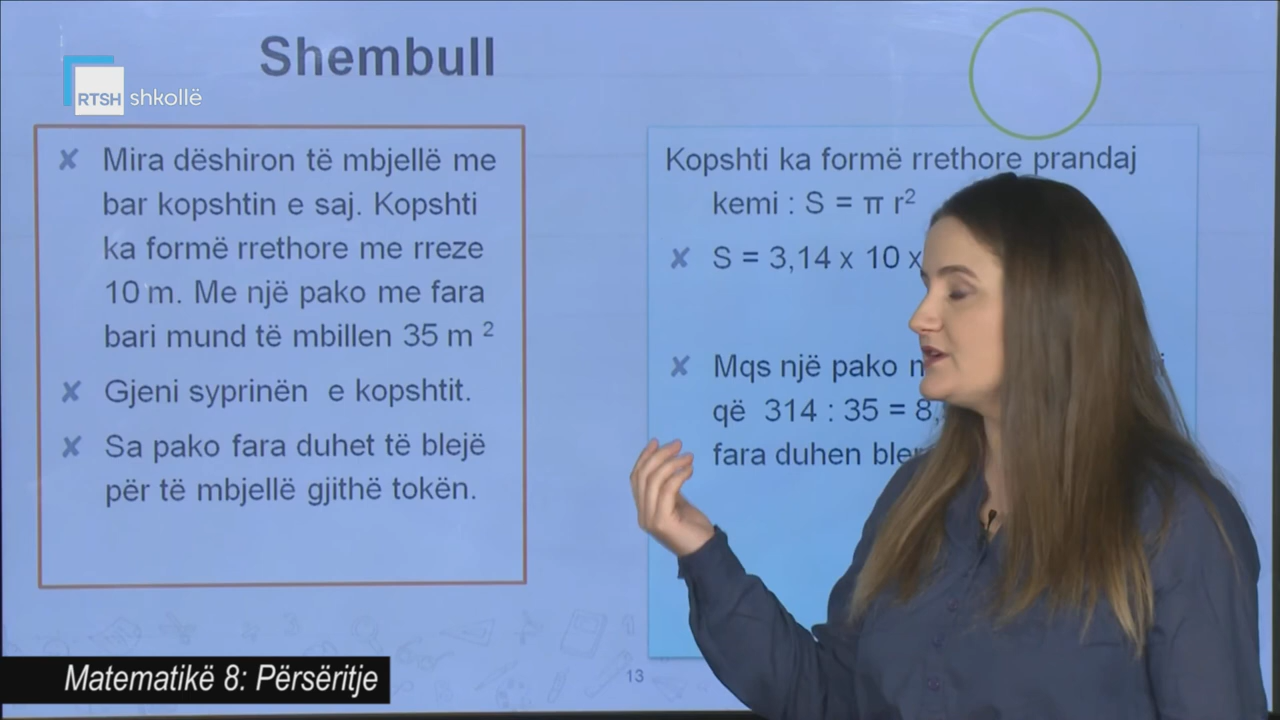 Shembull
RTSH shkollë
✘ Mira dëshiron të mbjellë me
bar kopshtin e saj. Kopshti
ka formë rrethore me rreze
10 m. Me një pako me fara
bari mund të mbillen 35 m ²
✘ Gjeni syprinën e kopshtit.
✘ Sa pako fara duhet të blejë
për të mbjellë gjithë tokën.
Kopshti ka formë rrethore prandaj
kemi : S = π r²
✘ S = 3,14 x 10 x
✘ Mqs një pako
që 314 : 35 = 8,
fara duhen
13
Matematikë 8: Përsëritje